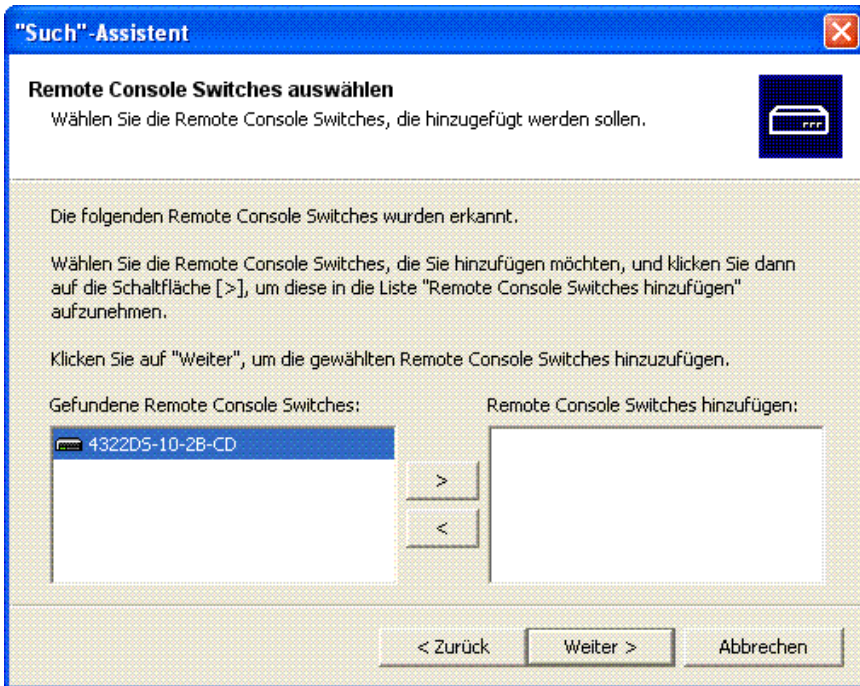 "Such"-Assistent
Remote Console Switches auswählen
Wählen Sie die Remote Console Switches, die hinzugefügt werden sollen.
Die folgenden Remote Console Switches wurden erkannt.
Wählen Sie die Remote Console Switches, die Sie hinzufügen möchten, und klicken Sie dann
auf die Schaltfläche [>], um diese in die Liste "Remote Console Switches hinzufügen"
aufzunehmen.
Klicken Sie auf "Weiter", um die gewählten Remote Console Switches hinzuzufügen.
Gefundene Remote Console Switches:
Remote Console Switches hinzufügen:
4322DS-10-2B-CD
>
<
< Zurück
Weiter >
Abbrechen